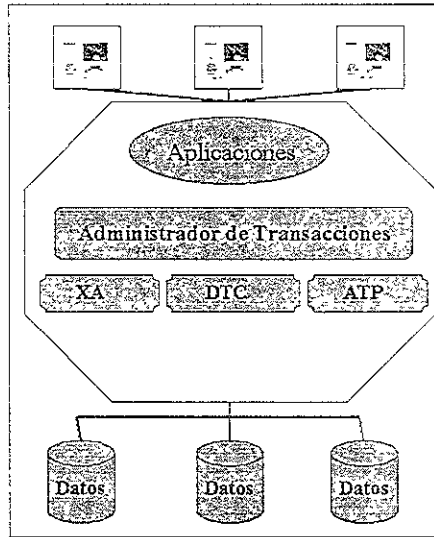 Aplicaciones
Administrador de Transacciones
XA DTC ATP
Datos Datos Datos